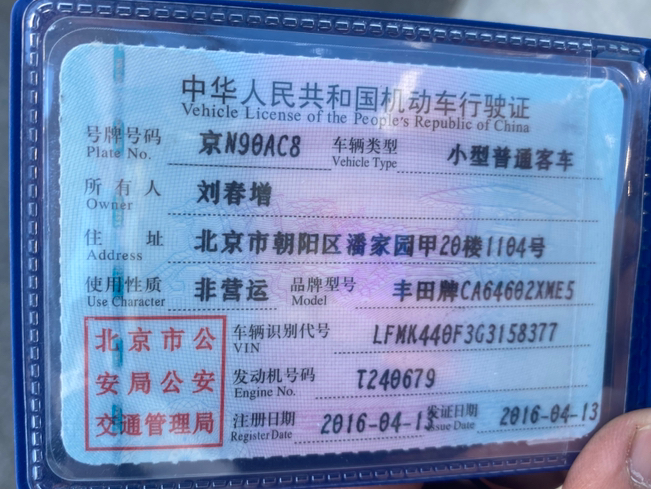 中华人民共和国机动车行驶证
Vehicle License of the People's Republic of China
号牌号码 京N90AC8 车辆类型 小型普通客车
Plate No. Vehicle Type
所有人 刘春增
Owner
住址 北京市朝阳区潘家园甲20楼1104号
Address
使用性质 非营运 品牌型号 丰田牌CA64602XME5
Use Character Model
北京市公安局公安交通管理局
车辆识别代号 LFMK440F3G3158377
VIN
发动机号码 T240679
Engine No.
注册日期 2016-04-13 发证日期 2016-04-13
Register Date Issue Date